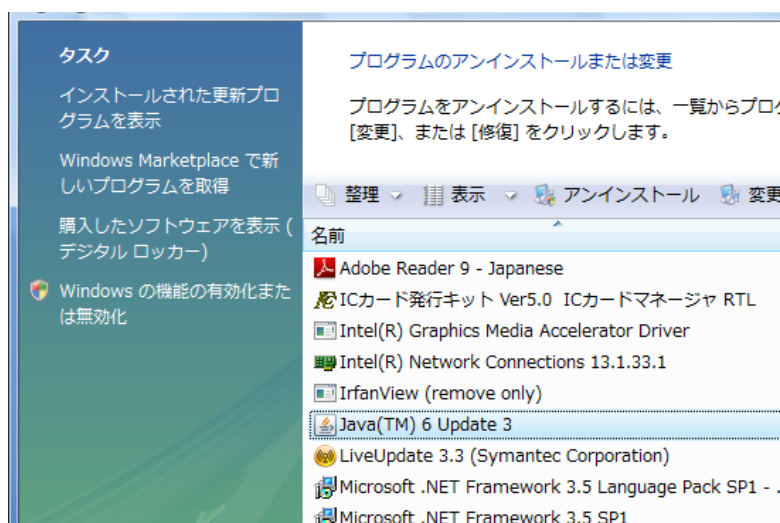 タスク
インストールされた更新プロ
グラムを表示
Windows Marketplace で新
しいプログラムを取得
購入したソフトウェアを表示 (
デジタル ロッカー)
Windows の機能の有効化また
は無効化
プログラムのアンインストールまたは変更
プログラムをアンインストールするには、一覧からプログ
[変更]、または [修復] をクリックします。
整理 表示 アンインストール 変更
名前
Adobe Reader 9 - Japanese
ICカード発行キット Ver5.0 ICカードマネージャ RTL
Intel(R) Graphics Media Accelerator Driver
Intel(R) Network Connections 13.1.33.1
IrfanView (remove only)
Java(TM) 6 Update 3
LiveUpdate 3.3 (Symantec Corporation)
Microsoft .NET Framework 3.5 Language Pack SP1 - .
Microsoft .NET Framework 3.5 SP1